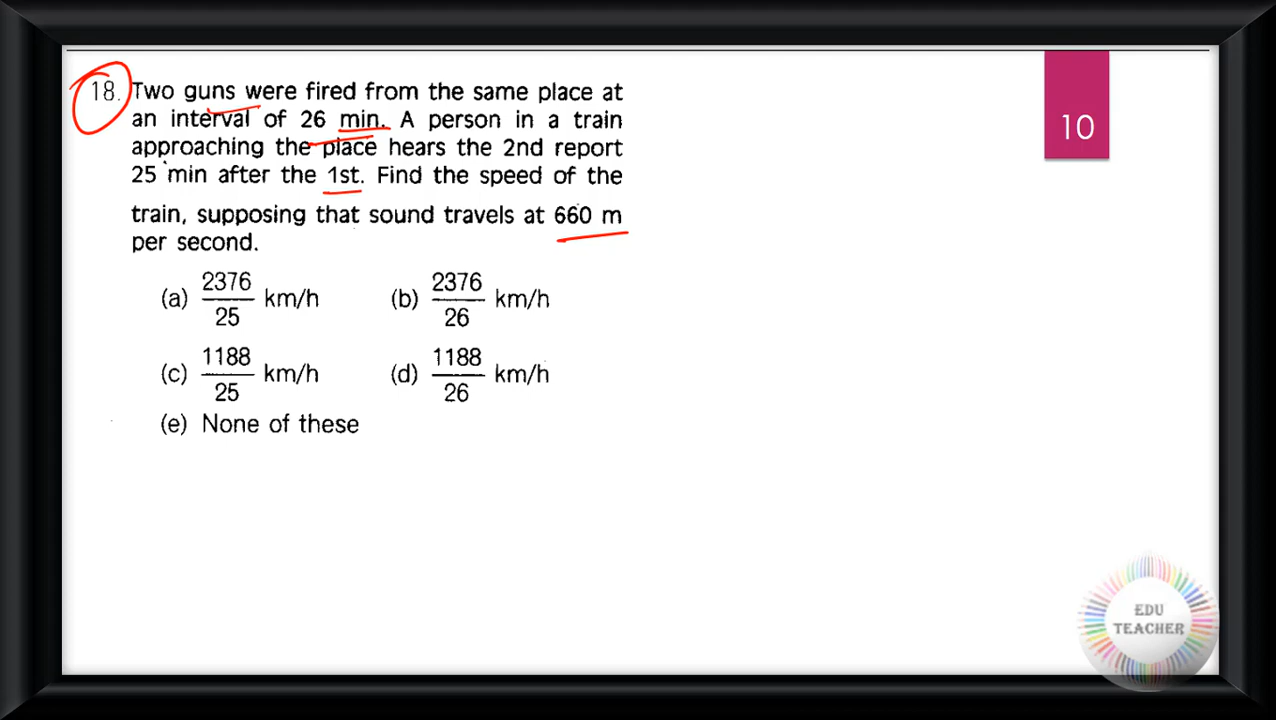 10
18. Two guns were fired from the same place at
an interval of 26 min. A person in a train
approaching the place hears the 2nd report
25 min after the 1st. Find the speed of the
train, supposing that sound travels at 660 m
per second.
(a) 2376/25 km/h (b) 2376/26 km/h
(c) 1188/25 km/h (d) 1188/26 km/h
(e) None of these
EDU
TEACHER